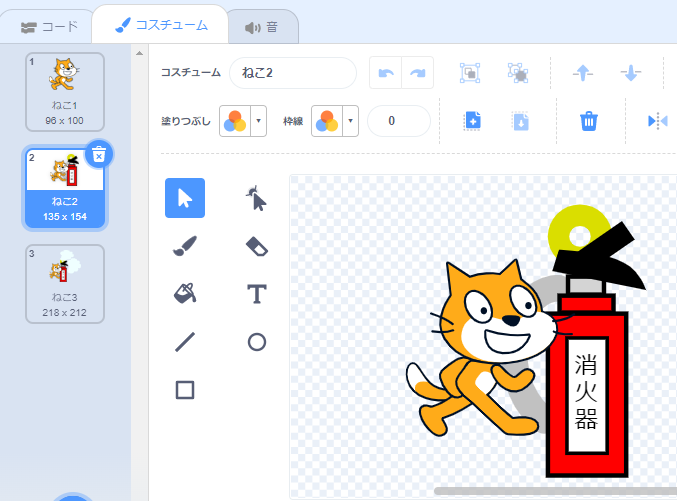 コード
コスチューム
音
1
ねこ1
96 x 100
2
ねこ2
135 x 154
3
ねこ3
218 x 212
コスチューム
ねこ2
塗りつぶし
枠線
0
T
消
火
器